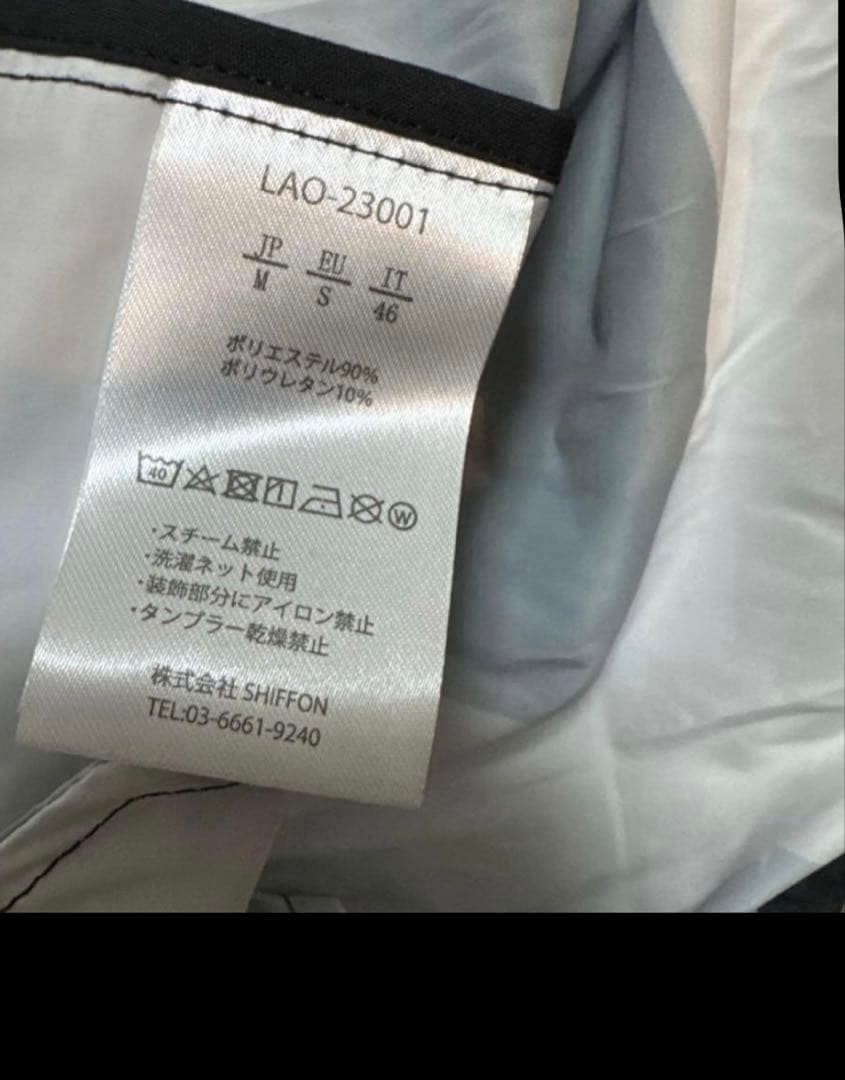 LAO-23001
JP EU IT
M S 46
ポリエステル90%
ポリウレタン10%
40 W
・スチーム禁止
・洗濯ネット使用
・装飾部分にアイロン禁止
・タンブラー乾燥禁止
株式会社 SHIFFON
TEL:03-6661-9240